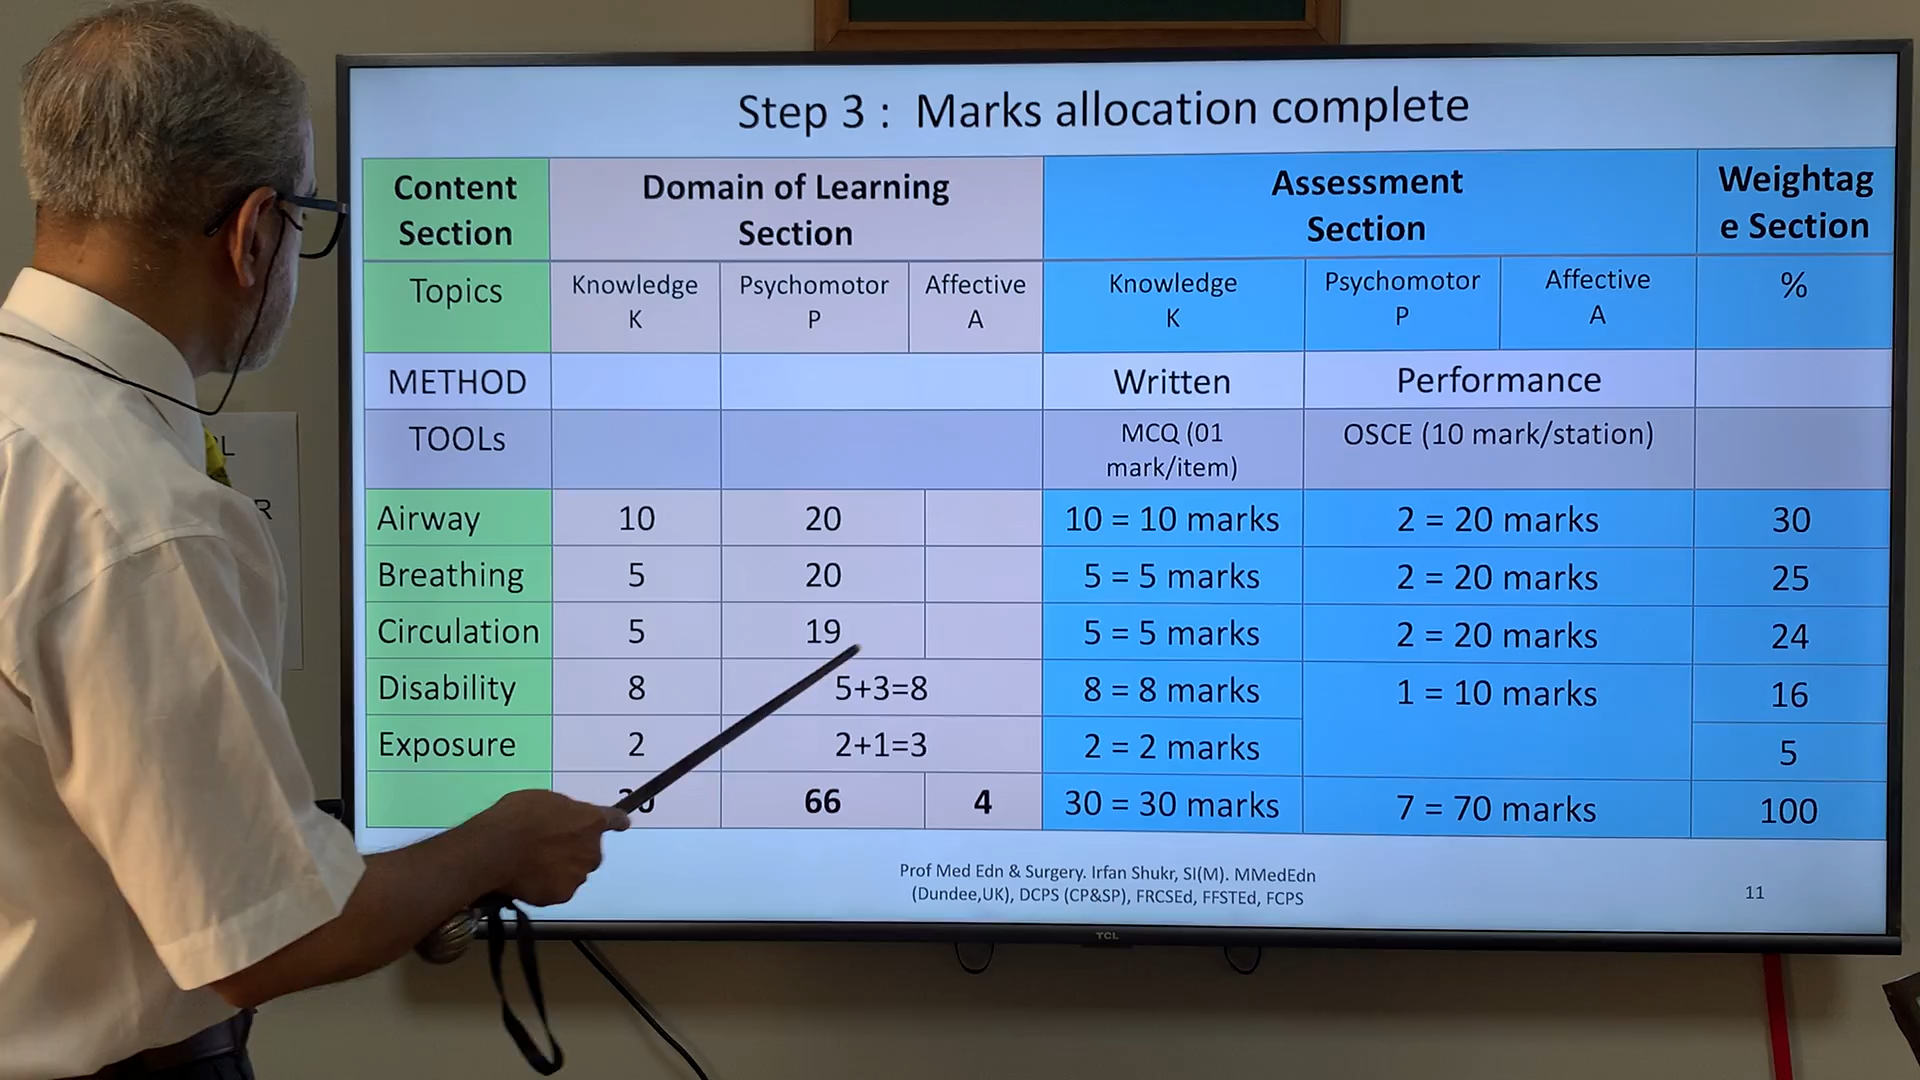 Step 3 : Marks allocation complete
Content Section | Domain of Learning Section | Assessment Section | Weightag e Section
Topics | Knowledge K | Psychomotor P | Affective A | Knowledge K | Psychomotor P | Affective A | %
METHOD | Written | Performance
TOOLs | MCQ (01 mark/item) | OSCE (10 mark/station)
Airway | 10 | 20 | 10 = 10 marks | 2 = 20 marks | 30
Breathing | 5 | 20 | 5 = 5 marks | 2 = 20 marks | 25
Circulation | 5 | 19 | 5 = 5 marks | 2 = 20 marks | 24
Disability | 8 | 5+3=8 | 8 = 8 marks | 1 = 10 marks | 16
Exposure | 2 | 2+1=3 | 2 = 2 marks | 5
66 | 4 | 30 = 30 marks | 7 = 70 marks | 100
Prof Med Edn & Surgery. Irfan Shukr, SI(M). MMedEdn
(Dundee,UK), DCPS (CP&SP), FRCSEd, FFSTEd, FCPS
11
TCL